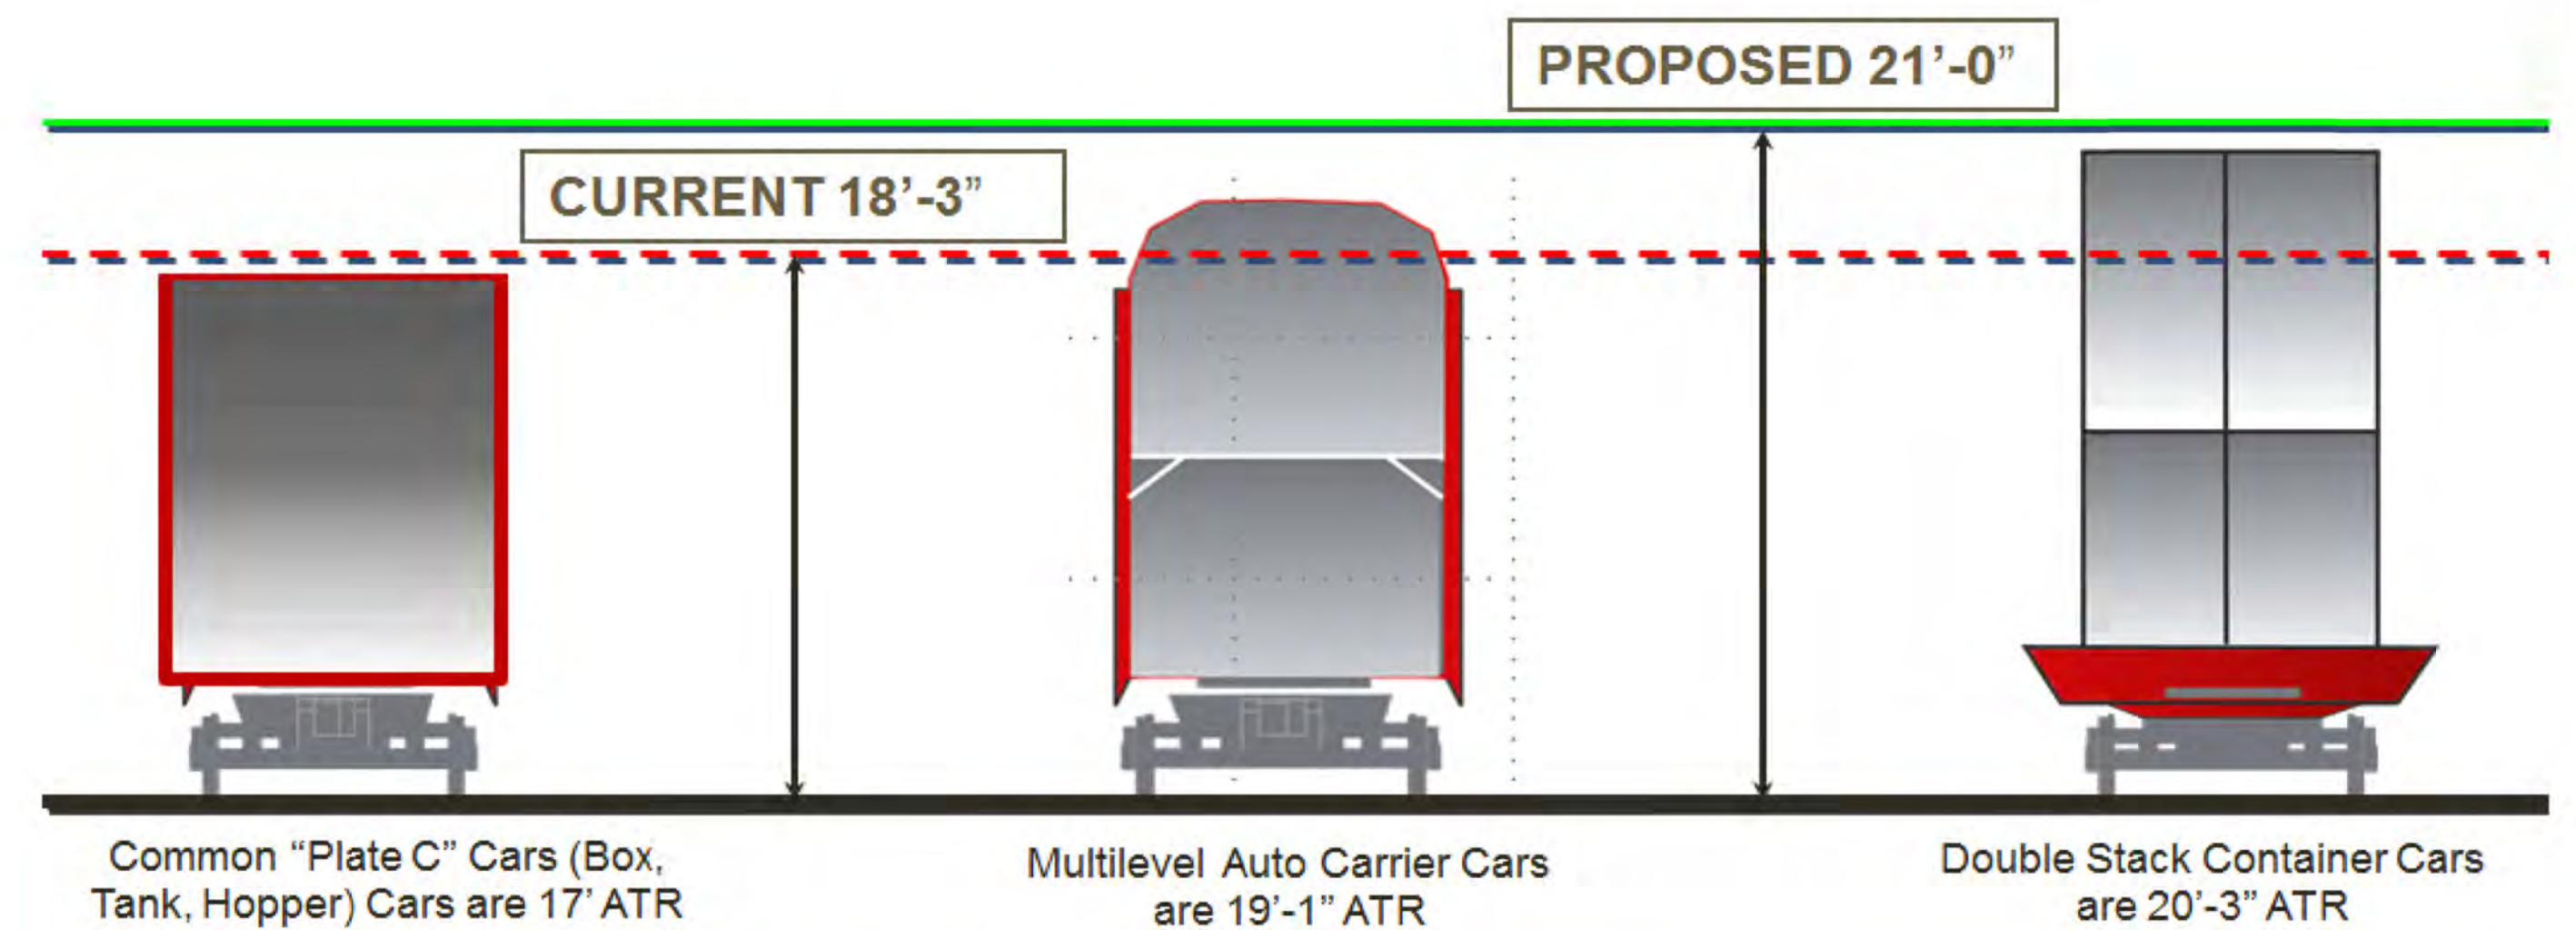 PROPOSED 21’-0”
CURRENT 18’-3”
Common “Plate C” Cars (Box,
Tank, Hopper) Cars are 17’ ATR
Multilevel Auto Carrier Cars
are 19’-1” ATR
Double Stack Container Cars
are 20’-3” ATR